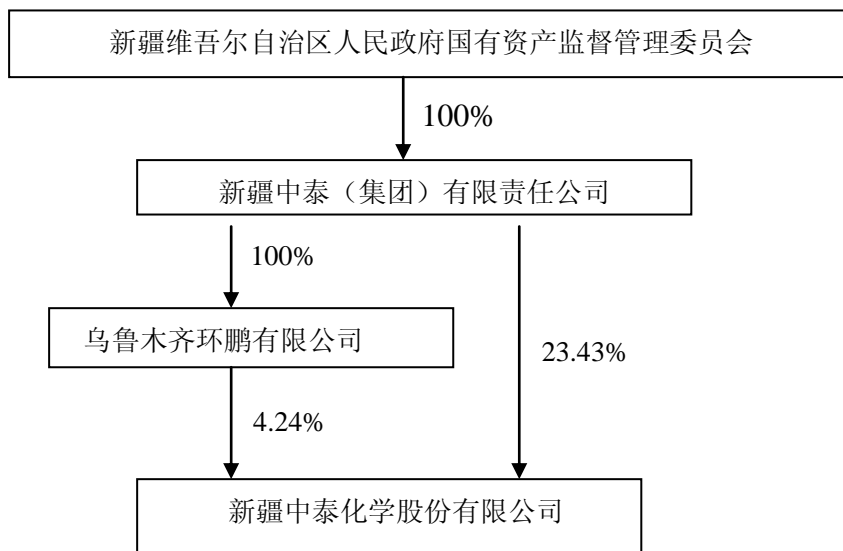 新疆维吾尔自治区人民政府国有资产监督管理委员会
100%
新疆中泰（集团）有限责任公司
100%
乌鲁木齐环鹏有限公司
23.43%
4.24%
新疆中泰化学股份有限公司